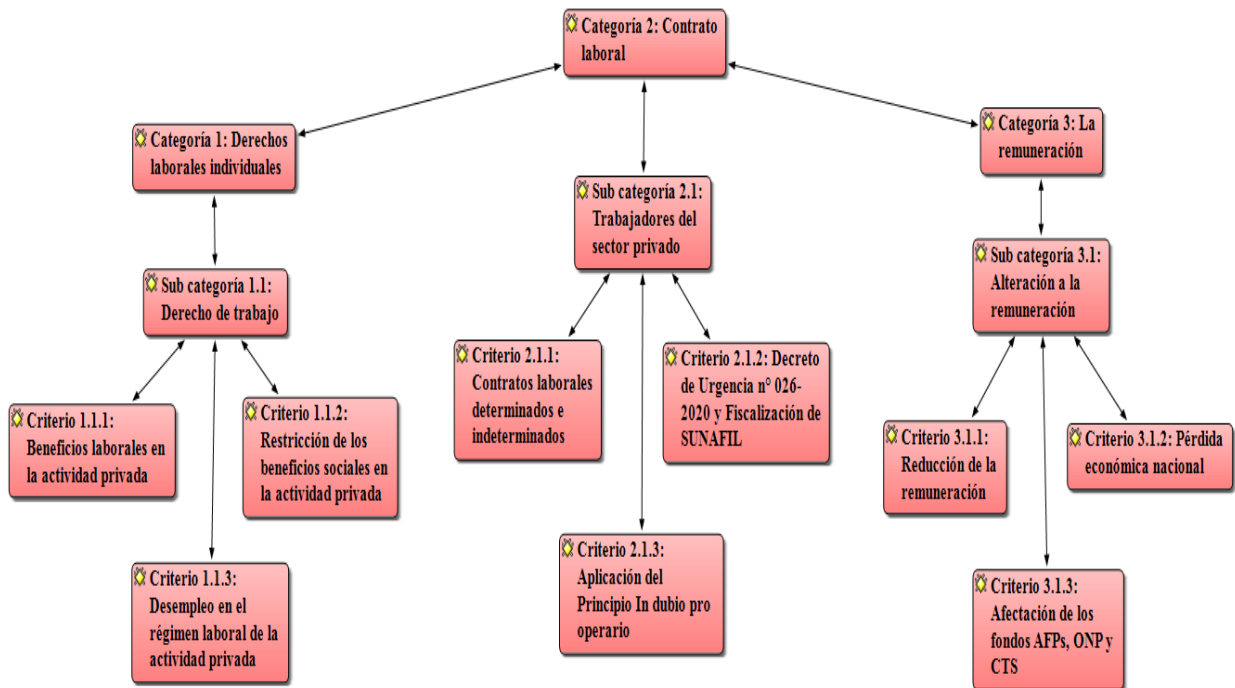 Categoría 2: Contrato
laboral
Categoría 1: Derechos
laborales individuales
Categoría 3: La
remuneración
Sub categoría 2.1:
Trabajadores del
sector privado
Sub categoría 1.1:
Derecho de trabajo
Sub categoría 3.1:
Alteración a la
remuneración
Criterio 1.1.1:
Beneficios laborales en
la actividad privada
Criterio 1.1.2:
Restricción de los
beneficios sociales en
la actividad privada
Criterio 2.1.1:
Contratos laborales
determinados e
indeterminados
Criterio 2.1.2: Decreto
de Urgencia n° 026-
2020 y Fiscalización de
SUNAFIL
Criterio 3.1.1:
Reducción de la
remuneración
Criterio 3.1.2: Pérdida
económica nacional
Criterio 1.1.3:
Desempleo en el
régimen laboral de la
actividad privada
Criterio 2.1.3:
Aplicación del
Principio In dubio pro
operario
Criterio 3.1.3:
Afectación de los
fondos AFPs, ONP y
CTS